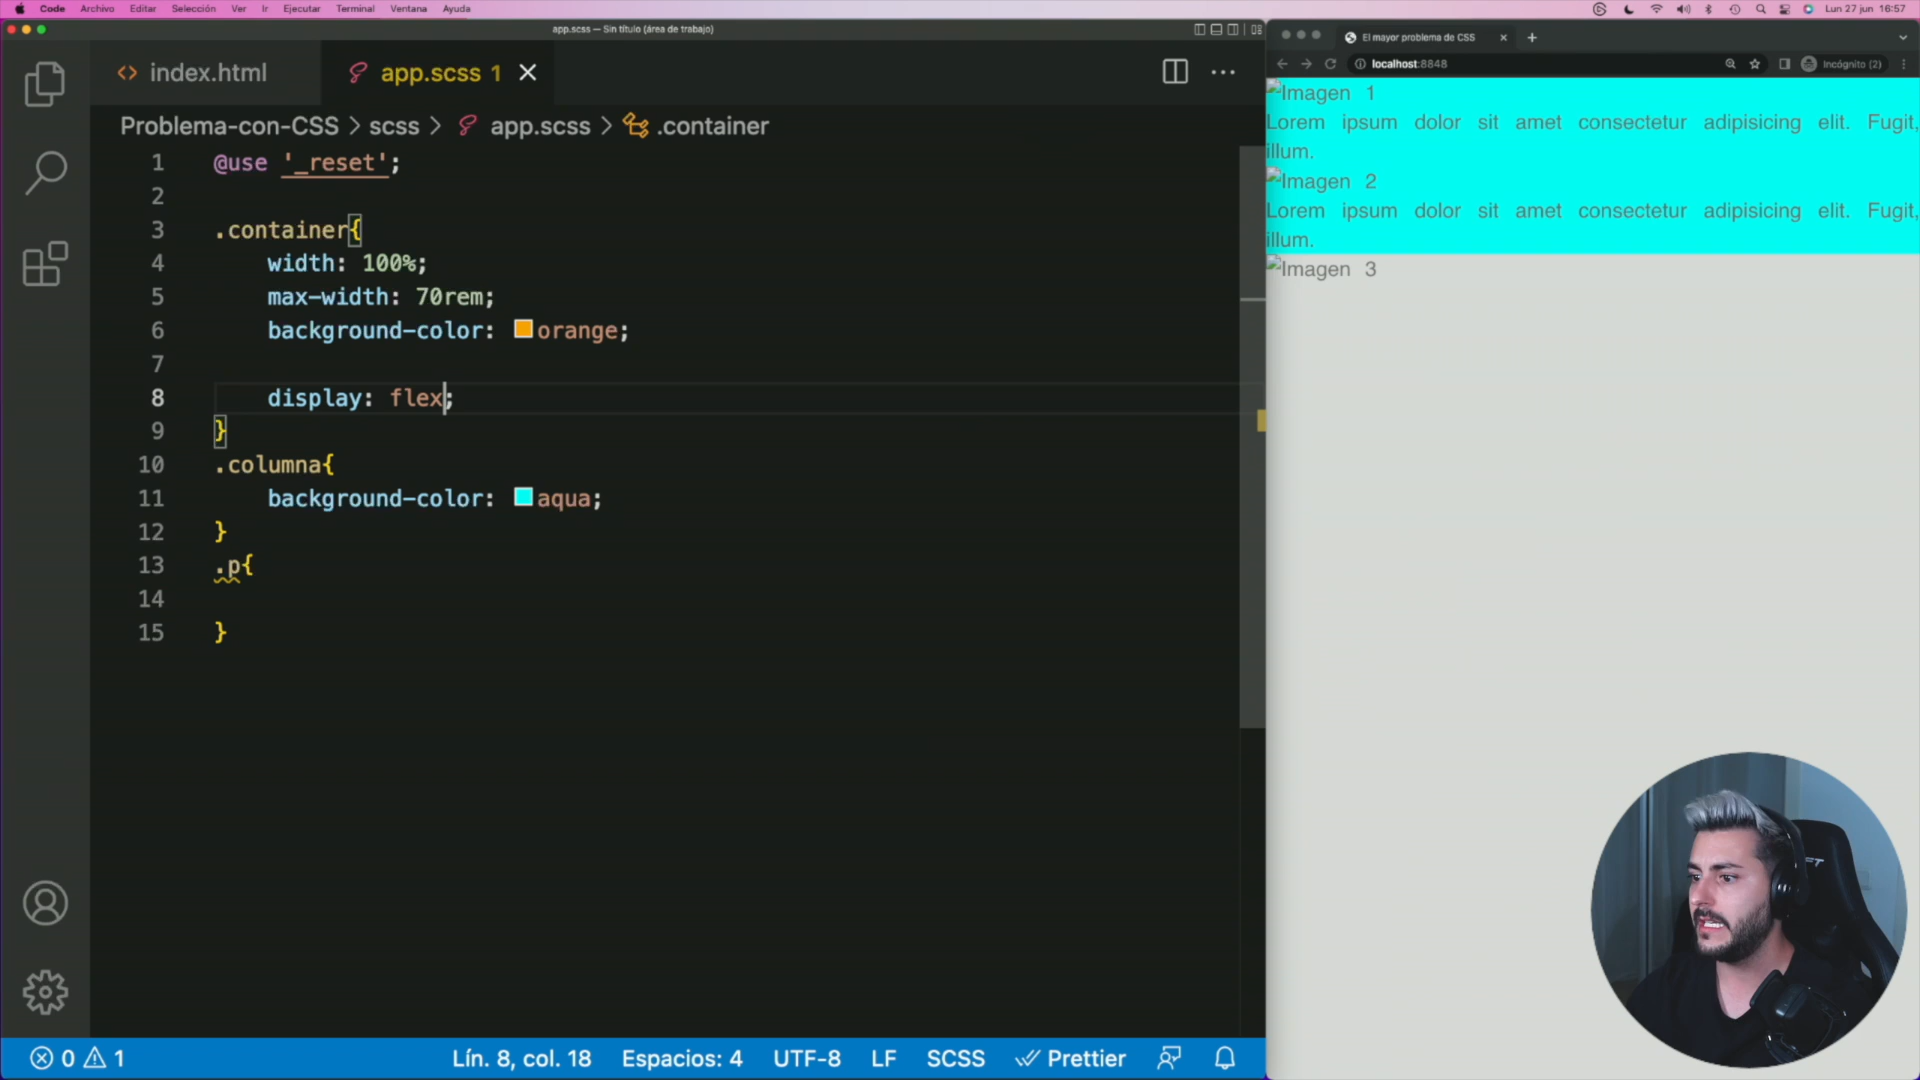 Code Archivo Editar Selección Ver Ir Ejecutar Terminal Ventana Ayuda
Lun 27 jun 16:57
app.scss — Sin título (área de trabajo)
index.html
app.scss 1
Problema-con-CSS > scss > app.scss > .container
1 @use '_reset';
2
3 .container{
4 width: 100%;
5 max-width: 70rem;
6 background-color: orange;
7
8 display: flex;
9 }
10 .columna{
11 background-color: aqua;
12 }
13 .p{
14
15 }
0 1 Lín. 8, col. 18 Espacios: 4 UTF-8 LF SCSS Prettier
El mayor problema de CSS
localhost:8848
Incógnito (2)
Imagen 1
Lorem ipsum dolor sit amet consectetur adipisicing elit. Fugit,
illum.
Imagen 2
Lorem ipsum dolor sit amet consectetur adipisicing elit. Fugit,
illum.
Imagen 3